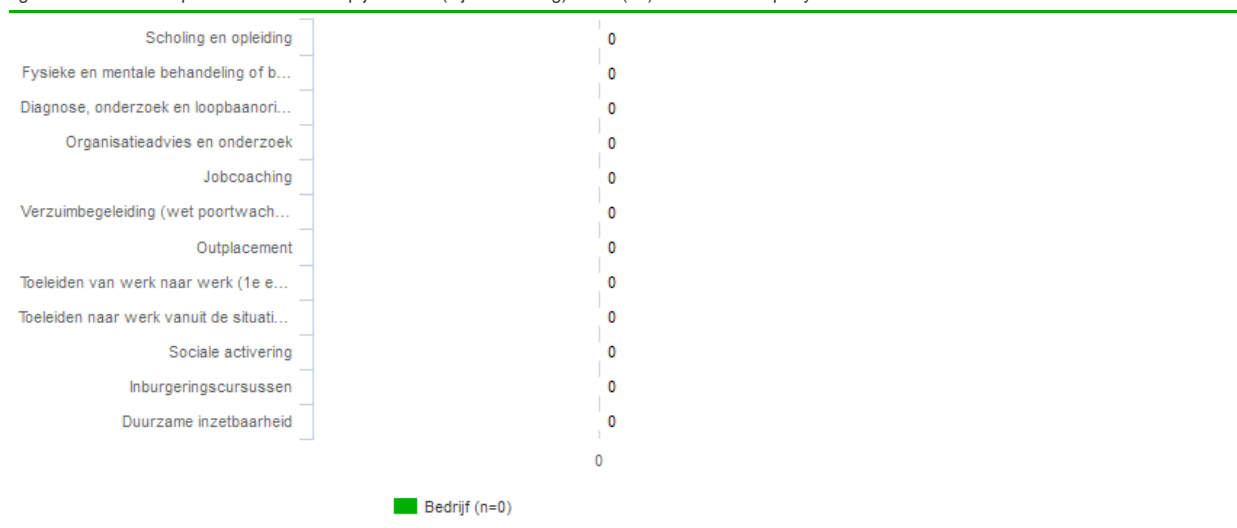 Scholing en opleiding 0
Fysieke en mentale behandeling of b... 0
Diagnose, onderzoek en loopbaanori... 0
Organisatieadvies en onderzoek 0
Jobcoaching 0
Verzuimbegeleiding (wet poortwach... 0
Outplacement 0
Toeleiden van werk naar werk (1e e... 0
Toeleiden naar werk vanuit de situati... 0
Sociale activering 0
Inburgeringscursussen 0
Duurzame inzetbaarheid 0
0
Bedrijf (n=0)